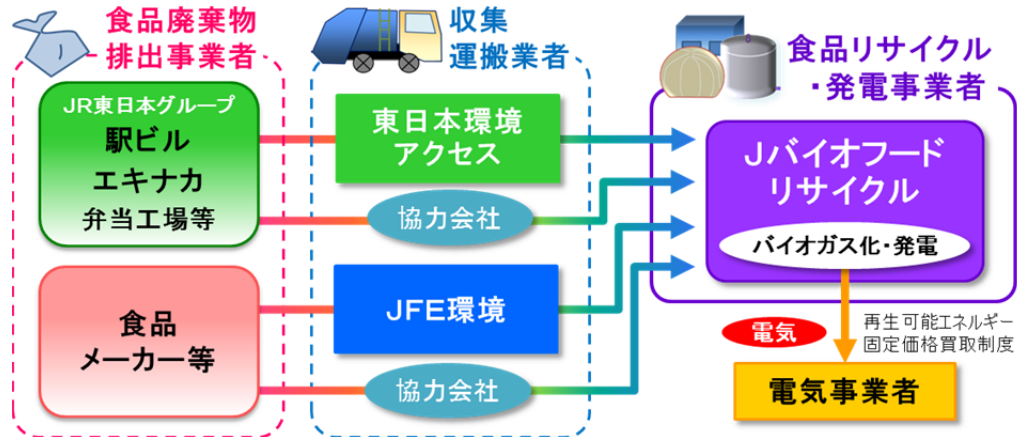 食品廃棄物
排出事業者
JR東日本グループ
駅ビル
エキナカ
弁当工場等
食品
メーカー等
収集
運搬業者
東日本環境
アクセス
協力会社
JFE環境
協力会社
食品リサイクル
・発電事業者
Jバイオフード
リサイクル
バイオガス化・発電
電気
再生可能エネルギー
固定価格買取制度
電気事業者